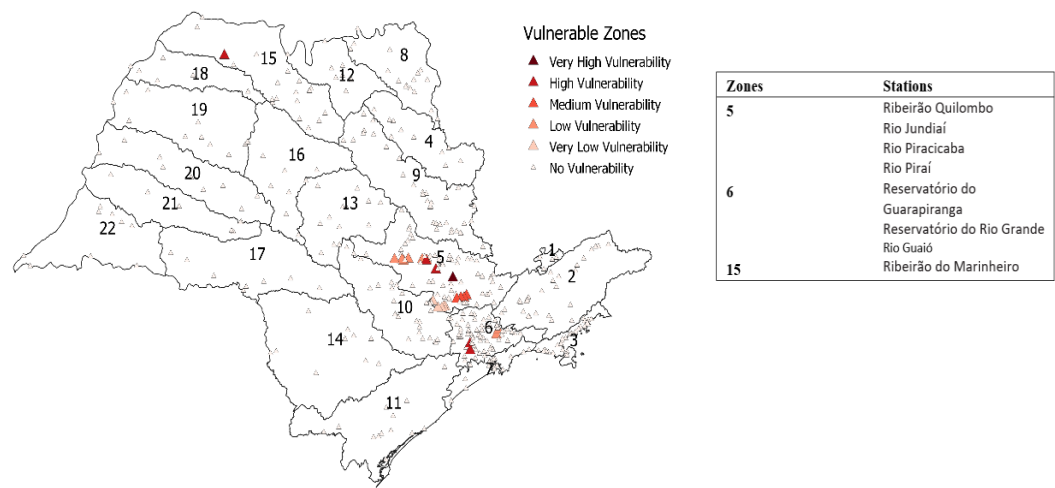 Vulnerable Zones
Very High Vulnerability
High Vulnerability
Medium Vulnerability
Low Vulnerability
Very Low Vulnerability
No Vulnerability
15
8
18
12
19
4
16
9
20
13
21
22
17
5
1
2
10
6
14
3
7
11
Zones Stations
5 Ribeirão Quilombo
Rio Jundiaí
Rio Piracicaba
Rio Piraí
6 Reservatório do
Guarapiranga
Reservatório do Rio Grande
Rio Guaió
15 Ribeirão do Marinheiro